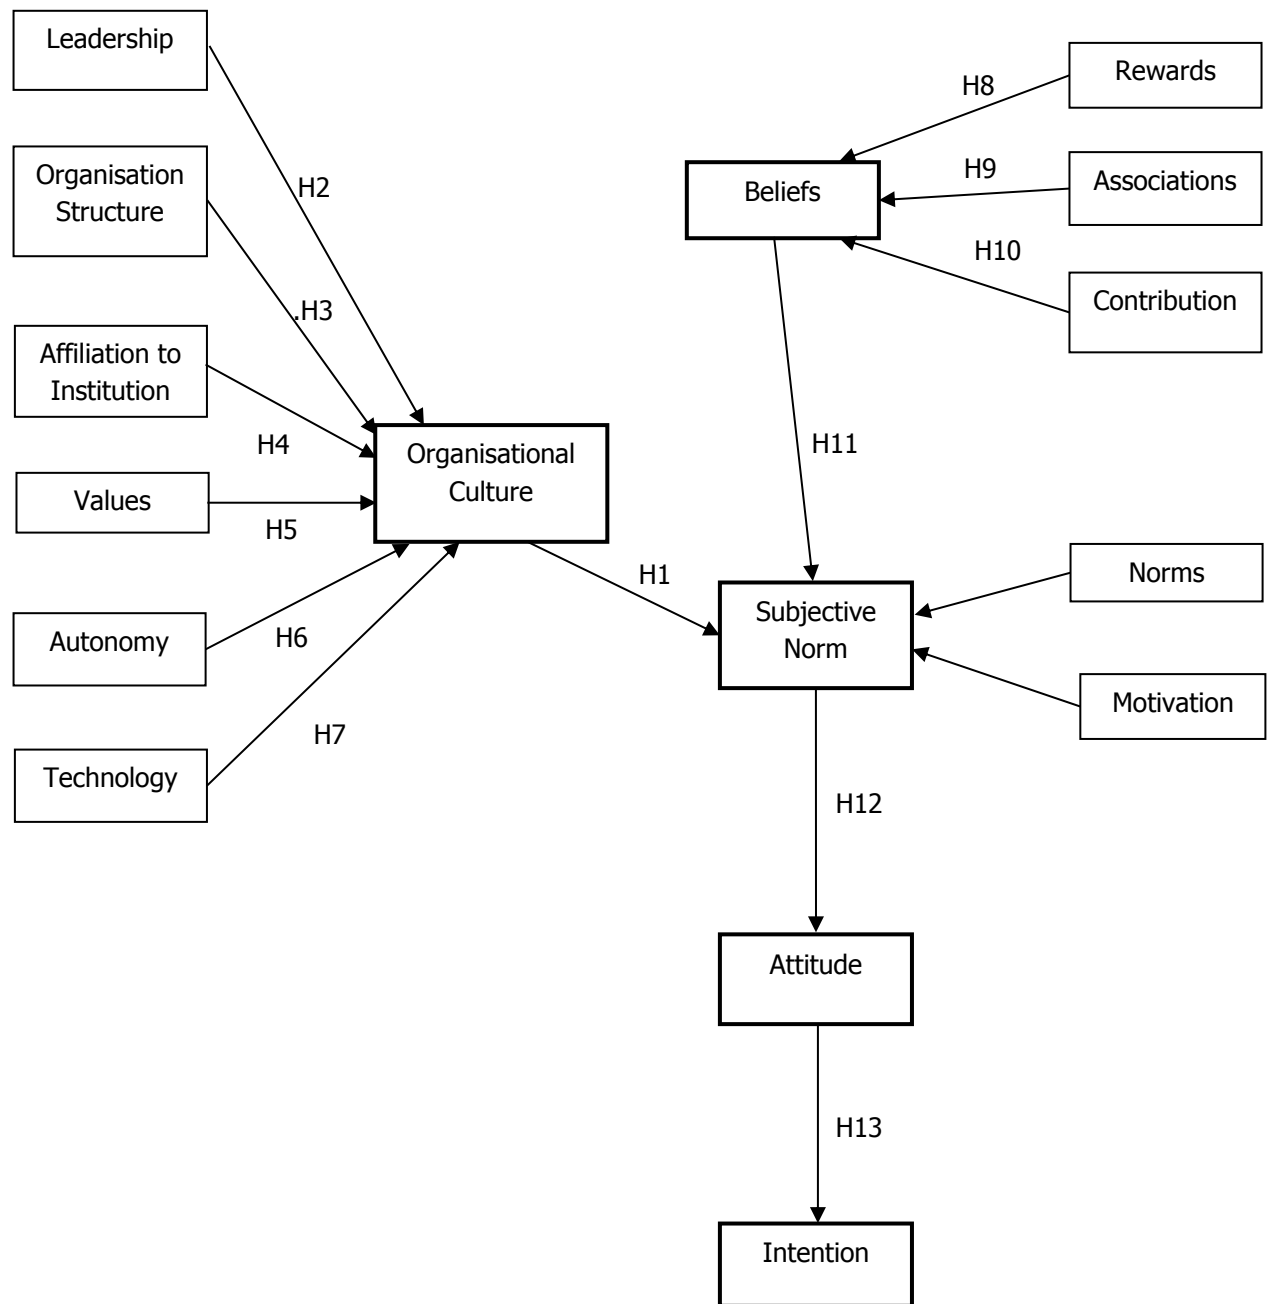 Leadership
Rewards
H8
Organisation
Structure
H2
Beliefs
H9
Associations
H10
Contribution
.H3
Affiliation to
Institution
H4
Organisational
Culture
H11
Values
H5
H1
Norms
Subjective
Norm
Autonomy
H6
Motivation
H7
Technology
H12
Attitude
H13
Intention